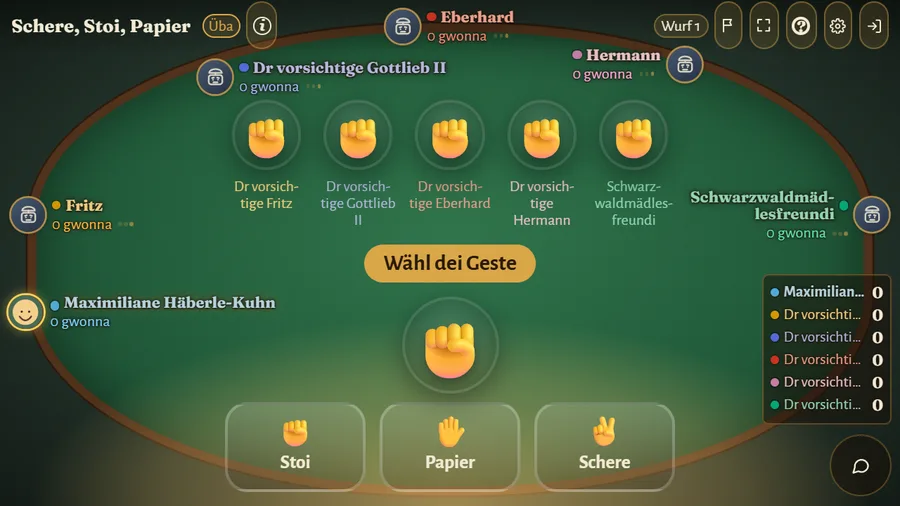 Schere, Stoi, Papier
Üba
Wurf 1
Eberhard
0 gwonna
Dr vorsichtige Gottlieb II
0 gwonna
Hermann
0 gwonna
Dr vorsich-
tige Fritz
Dr vorsich-
tige Gottlieb
II
Dr vorsich-
tige Eberhard
Dr vorsich-
tige
Hermann
Schwarz-
waldmädles-
freundi
Fritz
0 gwonna
Schwarzwaldmäd-
lesfreundi
0 gwonna
Wähl dei Geste
Maximiliane Häberle-Kuhn
0 gwonna
Maximilian... 0
Dr vorsichti... 0
Dr vorsichti... 0
Dr vorsichti... 0
Dr vorsichti... 0
Dr vorsichti... 0
Stoi
Papier
Schere